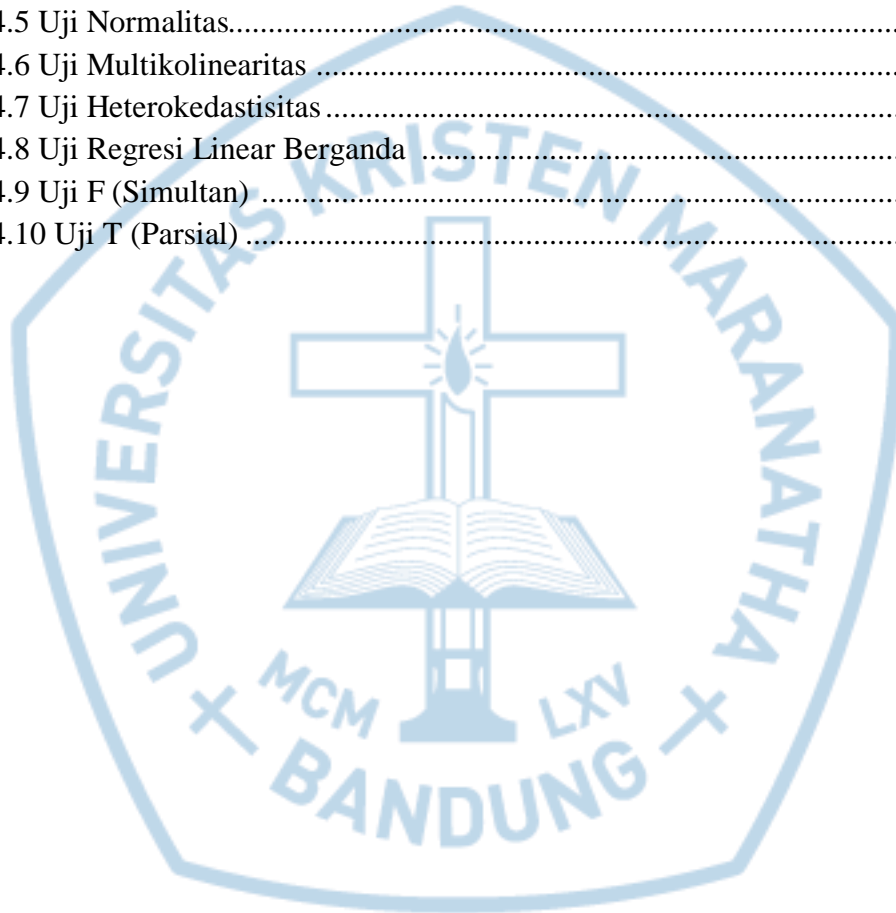 4.5 Uji Normalitas..........................................................................................
4.6 Uji Multikolinearitas ..............................................................................
4.7 Uji Heterokedastisitas.............................................................................
4.8 Uji Regresi Linear Berganda ................................................................
4.9 Uji F (Simultan) .....................................................................................
4.10 Uji T (Parsial) .......................................................................................
UNIVERSITAS KRISTEN MARANATHA
MCM LXV
BANDUNG